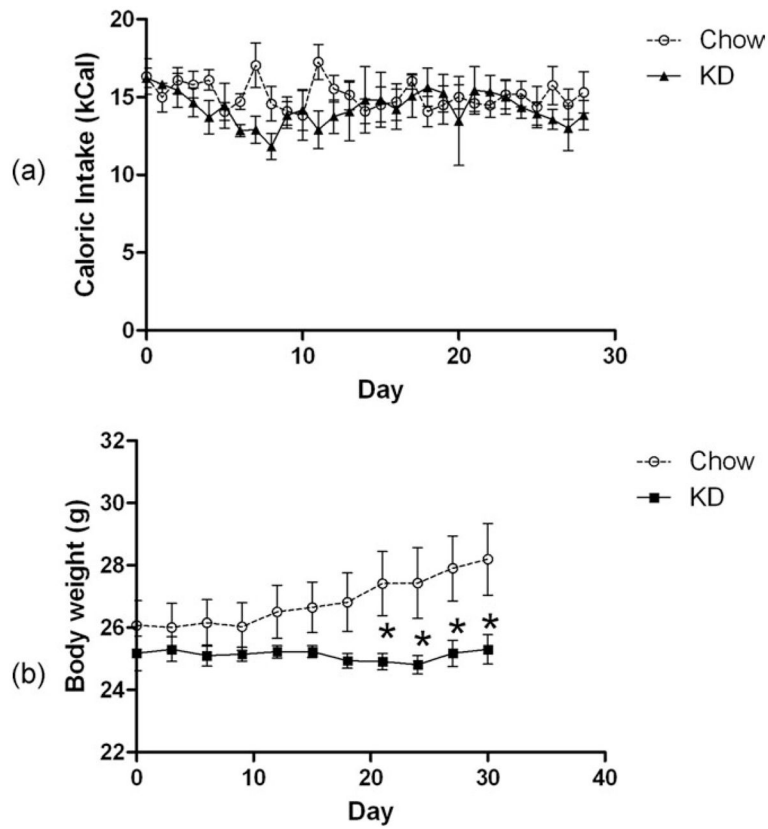 (a)
Caloric Intake (kCal)
20
15
10
5
0
0 10 20 30
Day
Chow
KD
(b)
Body weight (g)
32
30
28
26
24
22
* * * *
0 10 20 30 40
Day
Chow
KD